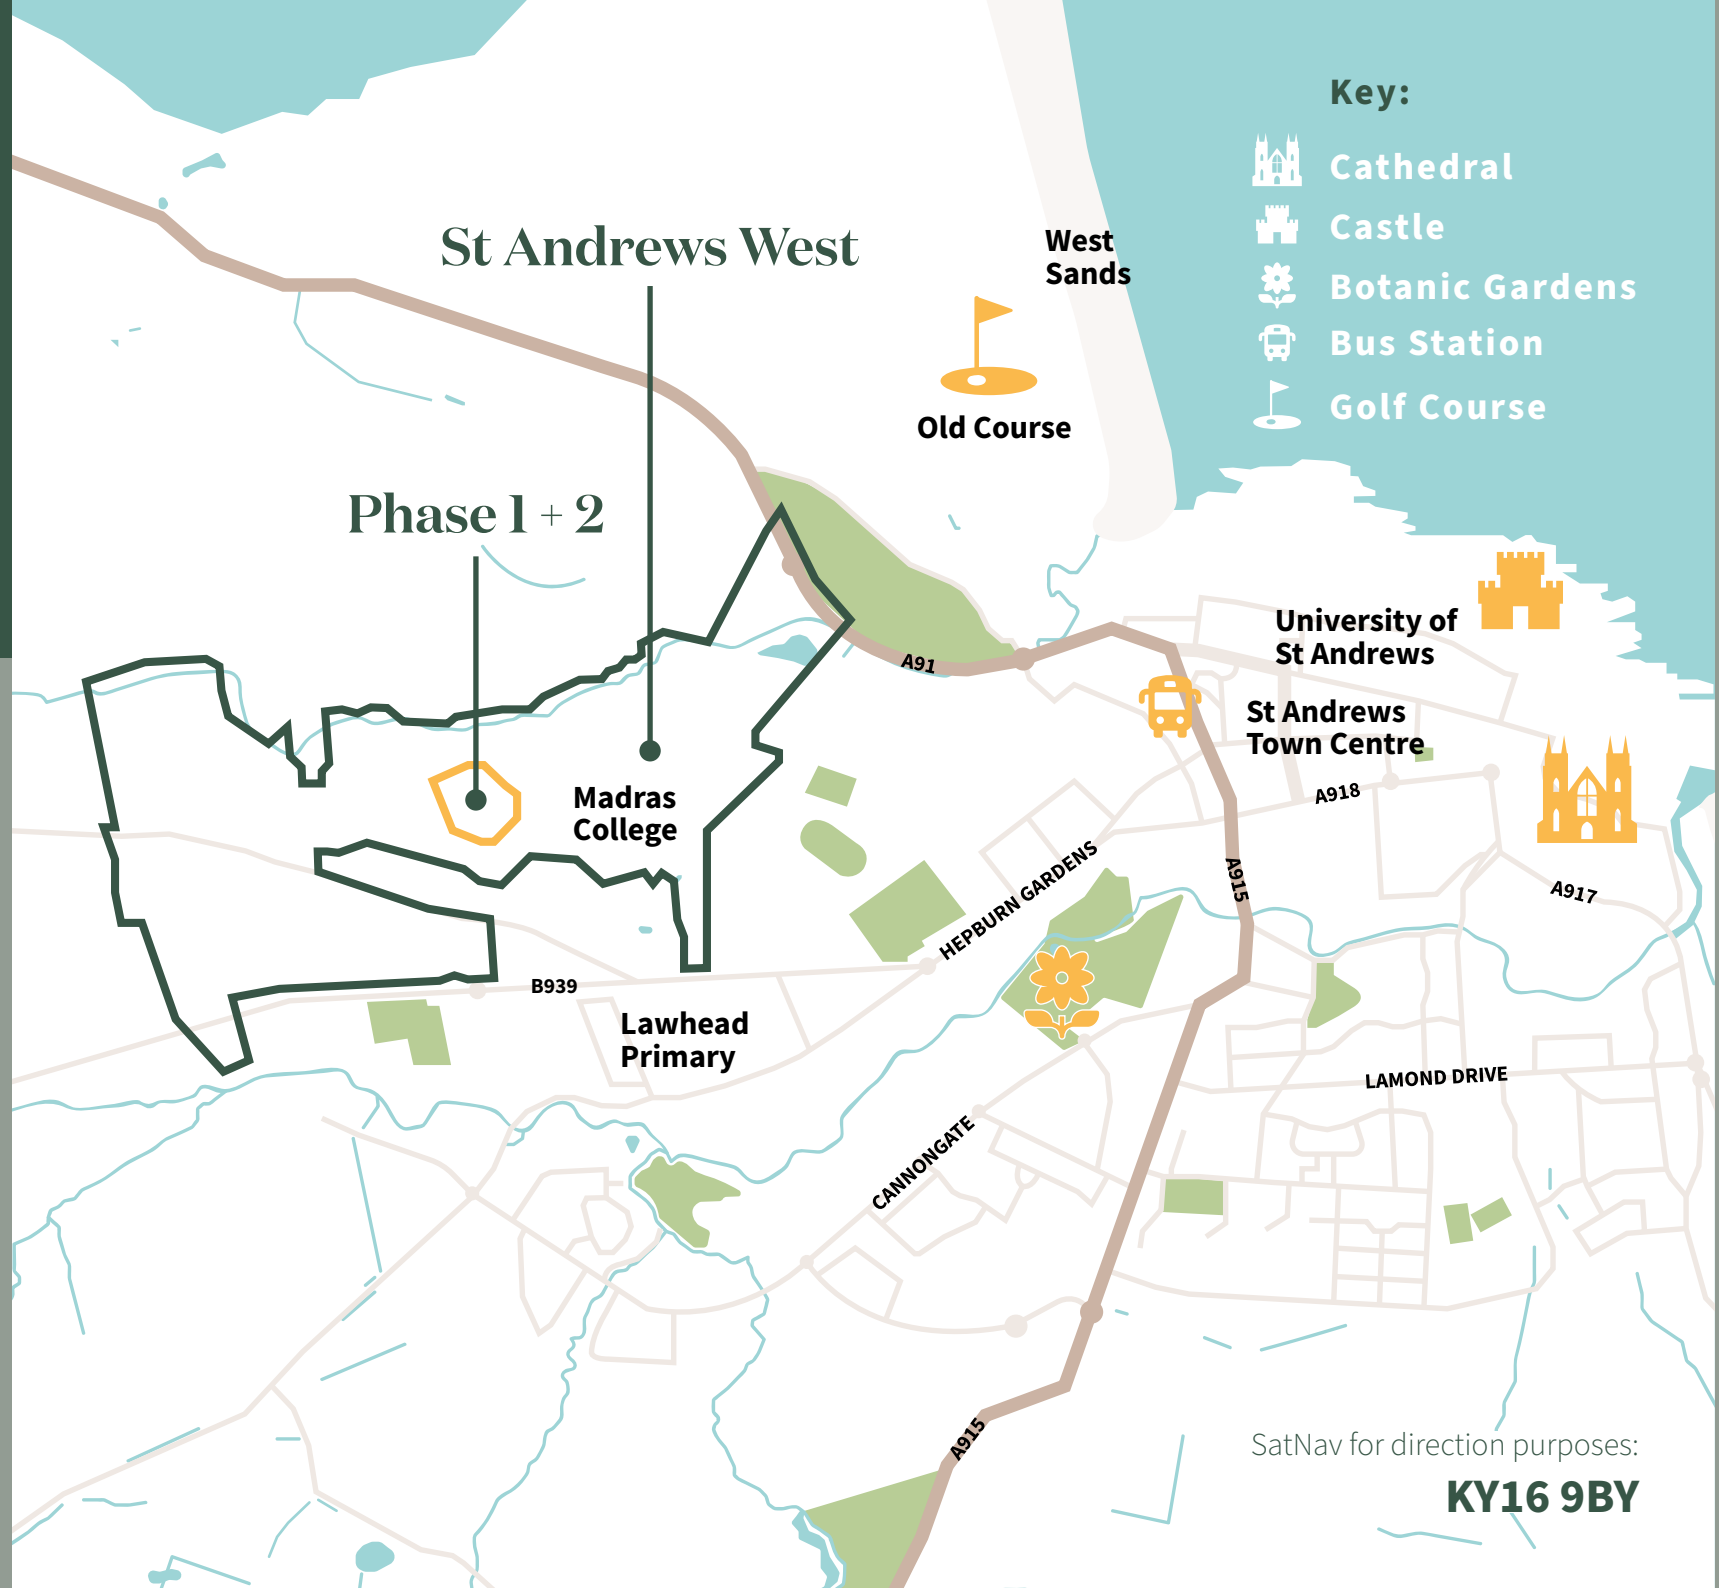 Key:
Cathedral
Castle
Botanic Gardens
Bus Station
Golf Course
St Andrews West
West
Sands
Old Course
Phase 1 + 2
University of
St Andrews
A91
St Andrews
Town Centre
A918
Madras
College
HEPBURN GARDENS
A915
A917
B939
Lawhead
Primary
LAMOND DRIVE
CANNONGATE
A915
SatNav for direction purposes:
KY16 9BY